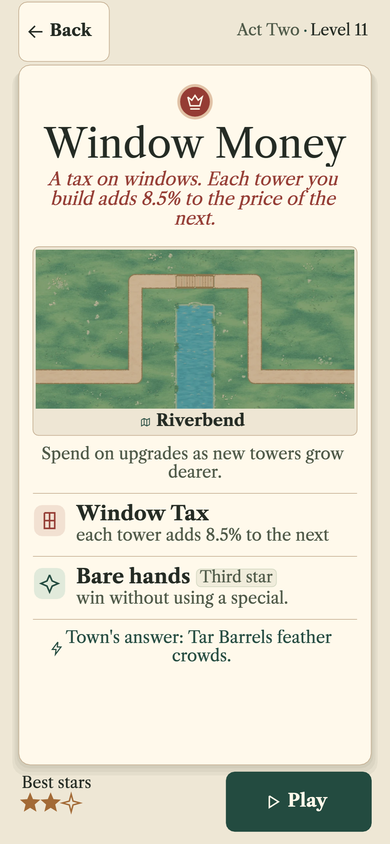 ← Back
Act Two · Level 11
Window Money
A tax on windows. Each tower you
build adds 8.5% to the price of the
next.
Riverbend
Spend on upgrades as new towers grow
dearer.
Window Tax
each tower adds 8.5% to the next
Bare hands Third star
win without using a special.
Town's answer: Tar Barrels feather
crowds.
Best stars
Play